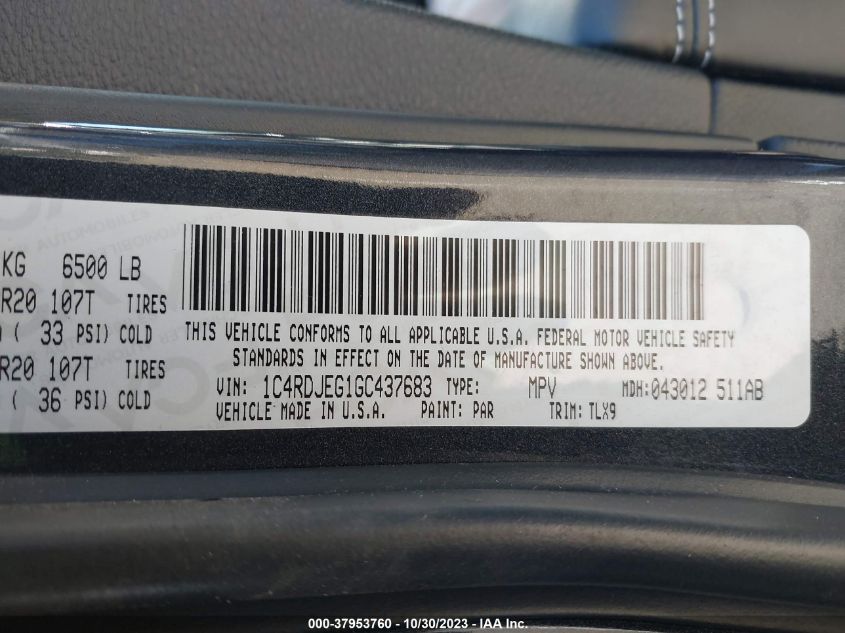 KG 6500 LB
R20 107T TIRES
( 33 PSI) COLD
R20 107T TIRES
( 36 PSI) COLD
THIS VEHICLE CONFORMS TO ALL APPLICABLE U.S.A. FEDERAL MOTOR VEHICLE SAFETY
STANDARDS IN EFFECT ON THE DATE OF MANUFACTURE SHOWN ABOVE.
VIN: 1C4RDJEG1GC437683 TYPE: MPV MDH:043012 511AB
VEHICLE MADE IN U.S.A. PAINT: PAR TRIM: TLX9
000-37953760 - 10/30/2023 - IAA Inc.